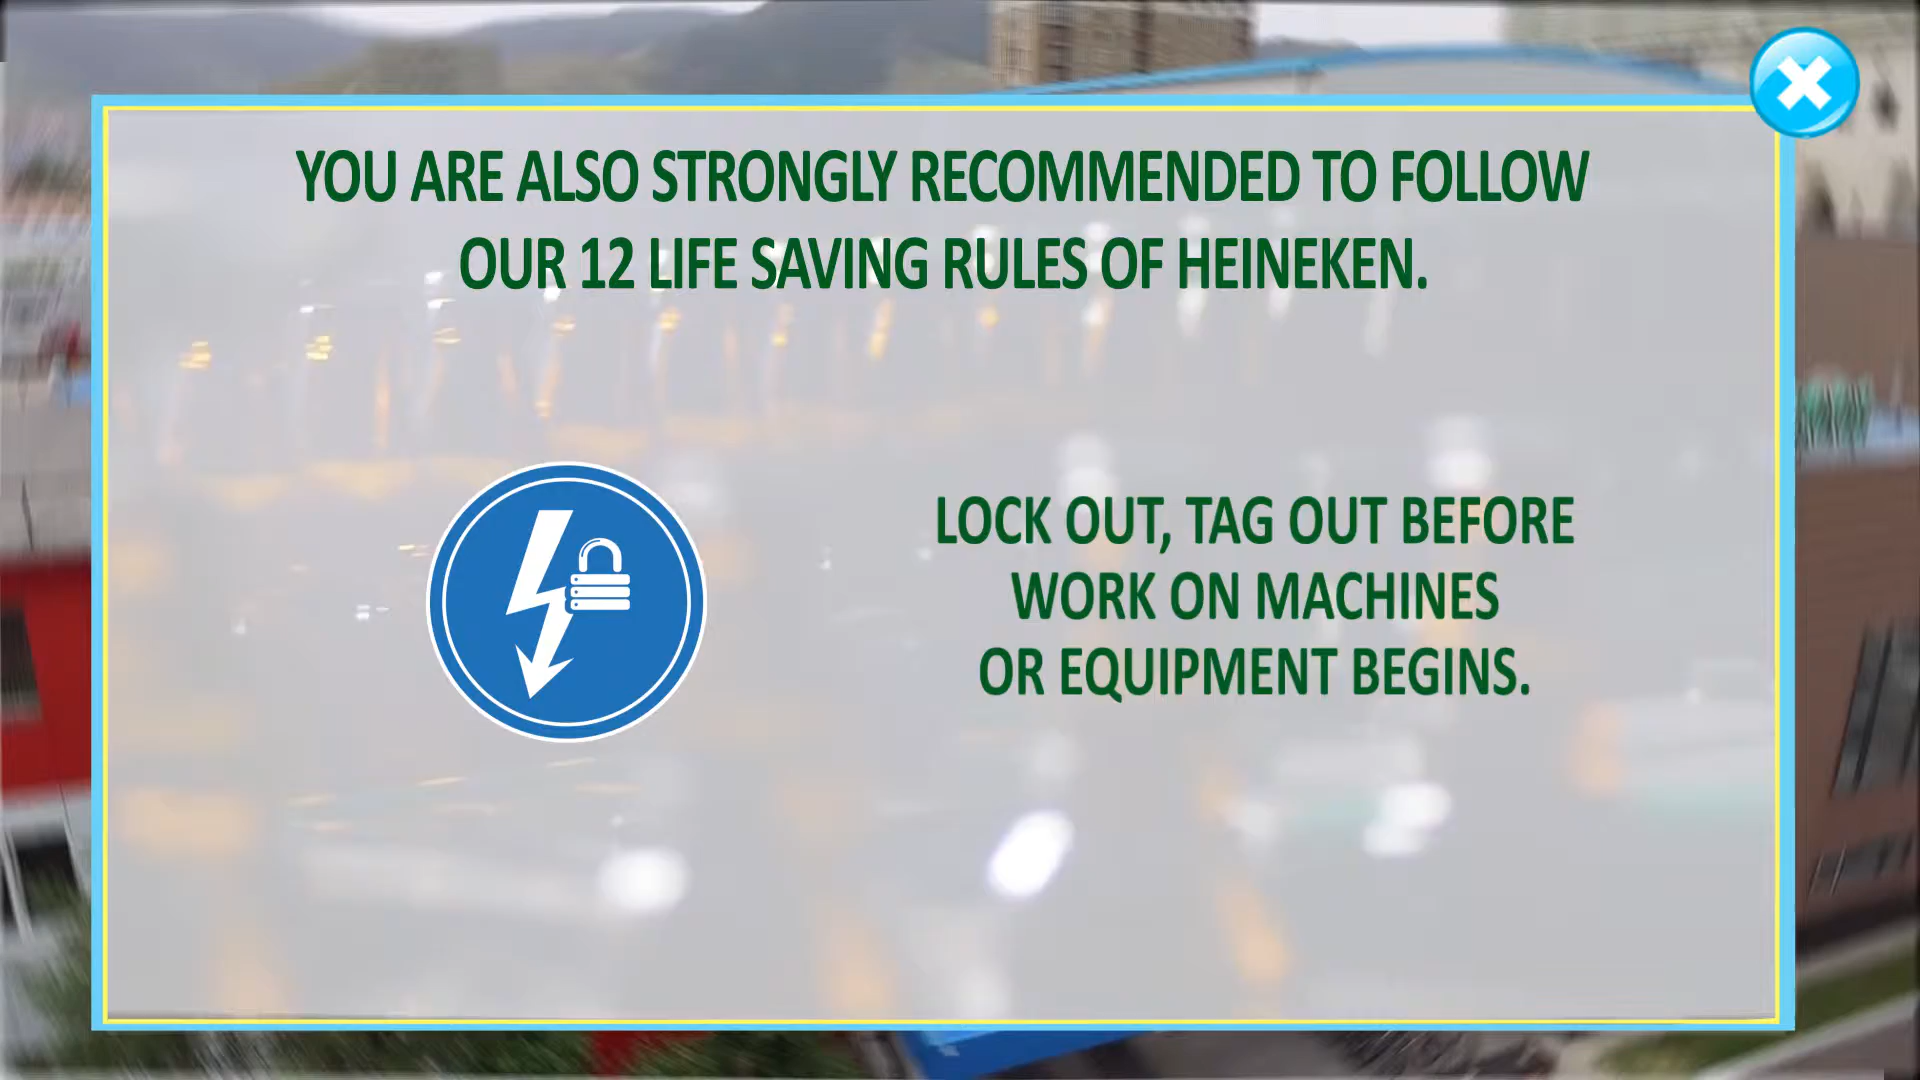 YOU ARE ALSO STRONGLY RECOMMENDED TO FOLLOW
OUR 12 LIFE SAVING RULES OF HEINEKEN.
LOCK OUT, TAG OUT BEFORE
WORK ON MACHINES
OR EQUIPMENT BEGINS.